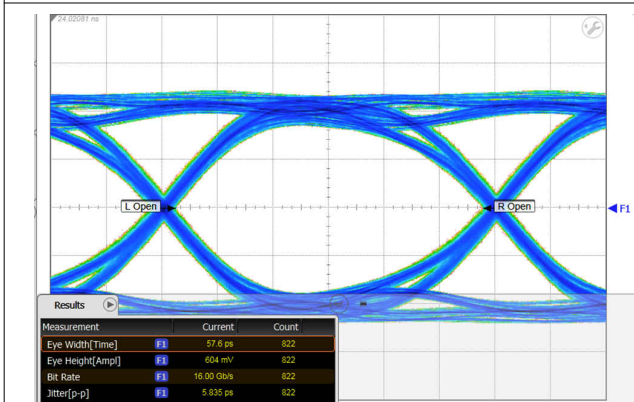 24.02081 ns
L Open
R Open
F1
Results
Measurement Current Count
Eye Width[Time] F1 57.6 ps 822
Eye Height[Ampl] F1 604 mV 822
Bit Rate F1 16.00 Gb/s 822
Jitter[p-p] F1 5.835 ps 822